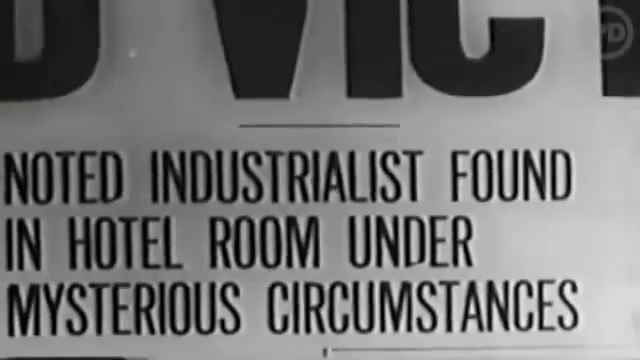 NOTED INDUSTRIALIST FOUND
IN HOTEL ROOM UNDER
MYSTERIOUS CIRCUMSTANCES